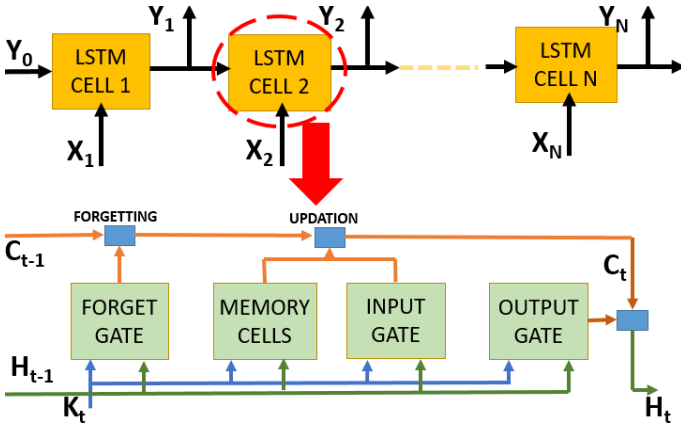 Y1
Y2
YN
Y0
LSTM
CELL 1
LSTM
CELL 2
LSTM
CELL N
X1
X2
XN
FORGETTING
UPDATION
Ct-1
Ct
FORGET
GATE
MEMORY
CELLS
INPUT
GATE
OUTPUT
GATE
Ht-1
Kt
Ht